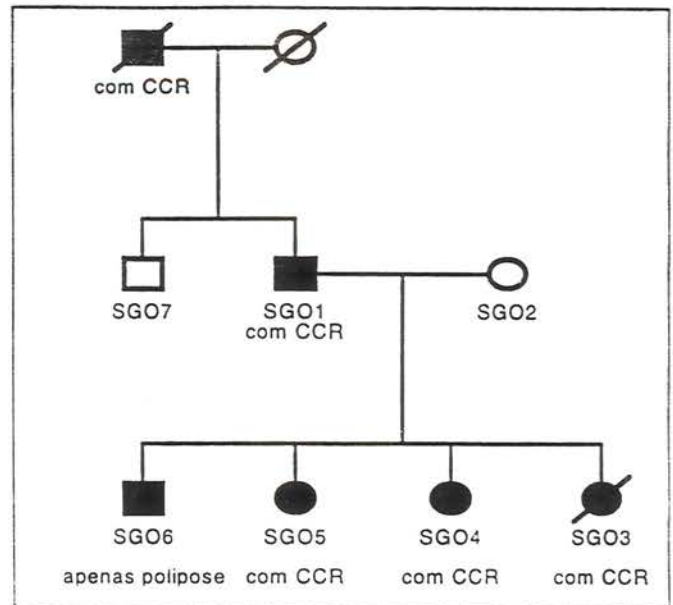 com CCR
SGO7
SGO1
com CCR
SGO2
SGO6
SGO5
SGO4
SGO3
apenas polipose
com CCR
com CCR
com CCR